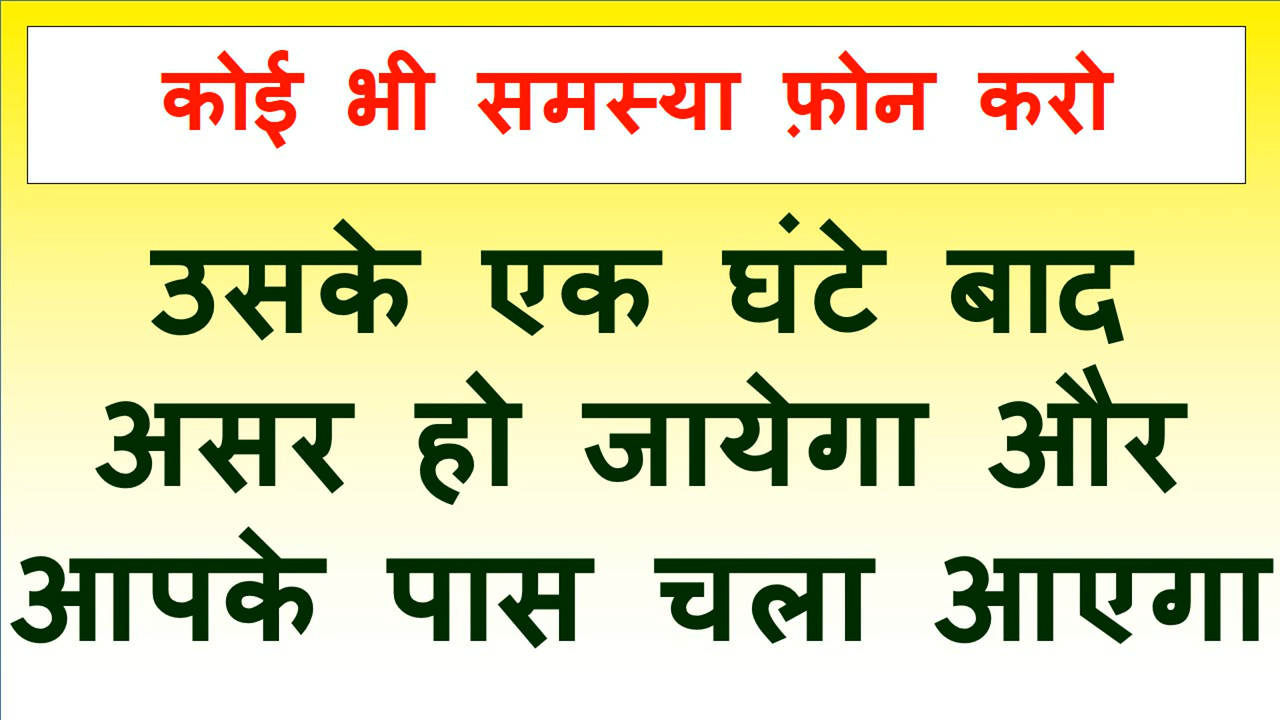 कोई भी समस्या फ़ोन करो
उसके एक घंटे बाद
असर हो जायेगा और
आपके पास चला आएगा